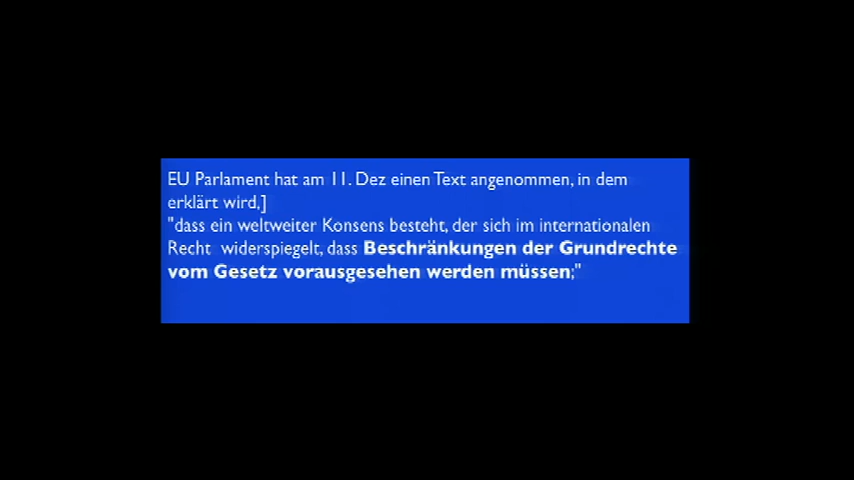 EU Parlament hat am 11. Dez einen Text angenommen, in dem
erklärt wird,]
"dass ein weltweiter Konsens besteht, der sich im internationalen
Recht widerspiegelt, dass Beschränkungen der Grundrechte
vom Gesetz vorausgesehen werden müssen;"